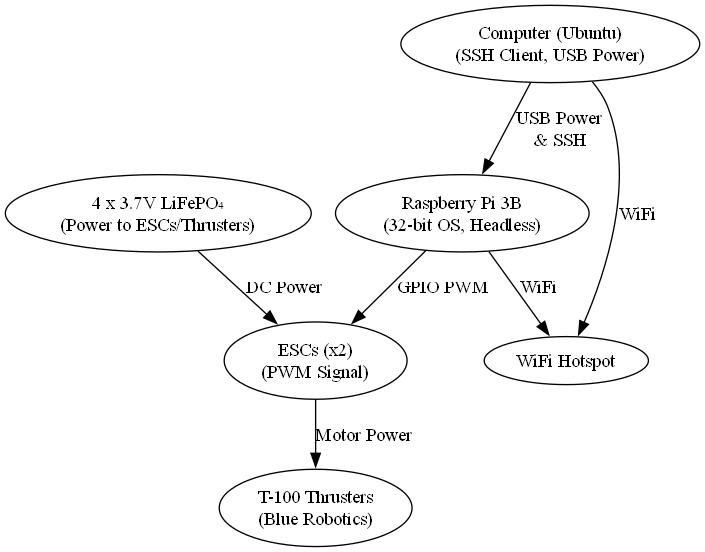 Computer (Ubuntu)
(SSH Client, USB Power)
USB Power
& SSH
4 x 3.7V LiFePO₄
(Power to ESCs/Thrusters)
Raspberry Pi 3B
(32-bit OS, Headless)
WiFi
DC Power
GPIO PWM
WiFi
ESCs (x2)
(PWM Signal)
WiFi Hotspot
Motor Power
T-100 Thrusters
(Blue Robotics)